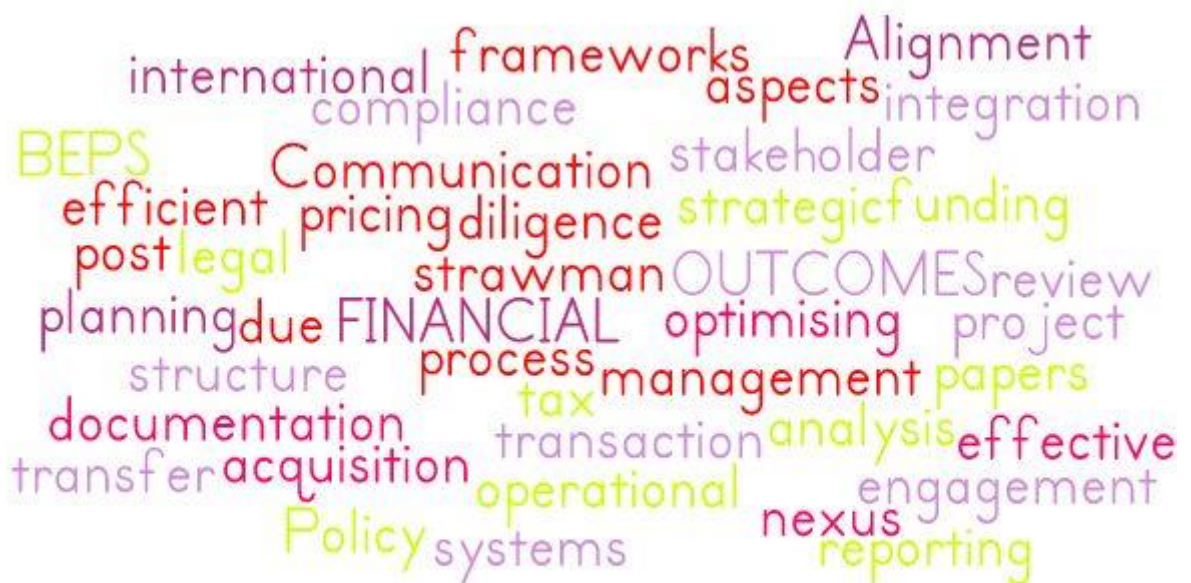 international frameworks Alignment
compliance aspects integration
BEPS Communication stakeholder
efficient pricing diligence strategic funding
post legal strawman OUTCOMES review
planning due FINANCIAL optimising project
structure process management papers
documentation tax transaction analysis effective
transfer acquisition operational engagement
Policy systems nexus reporting